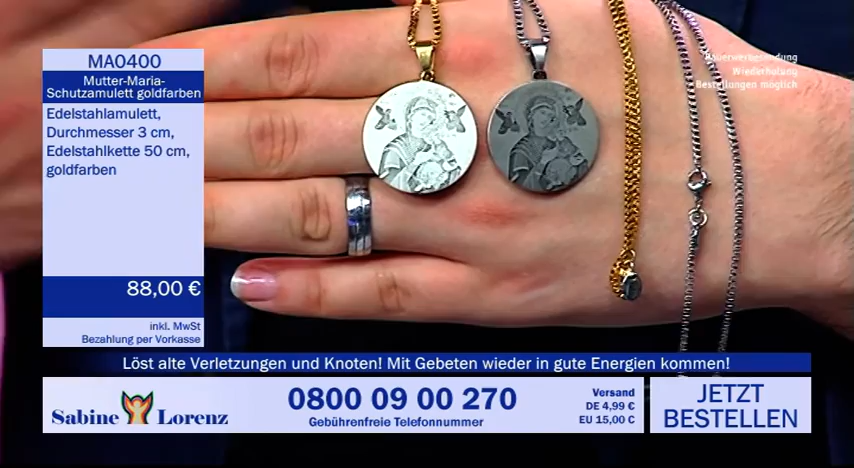 Dauerwerbesendung
Wiederholung
Bestellungen möglich
MA0400
Mutter-Maria-
Schutzamulett goldfarben
Edelstahlamulett,
Durchmesser 3 cm,
Edelstahlkette 50 cm,
goldfarben
88,00 €
inkl. MwSt
Bezahlung per Vorkasse
Löst alte Verletzungen und Knoten! Mit Gebeten wieder in gute Energien kommen!
Sabine Lorenz
0800 09 00 270
Gebührenfreie Telefonnummer
Versand
DE 4,99 €
EU 15,00 €
JETZT
BESTELLEN